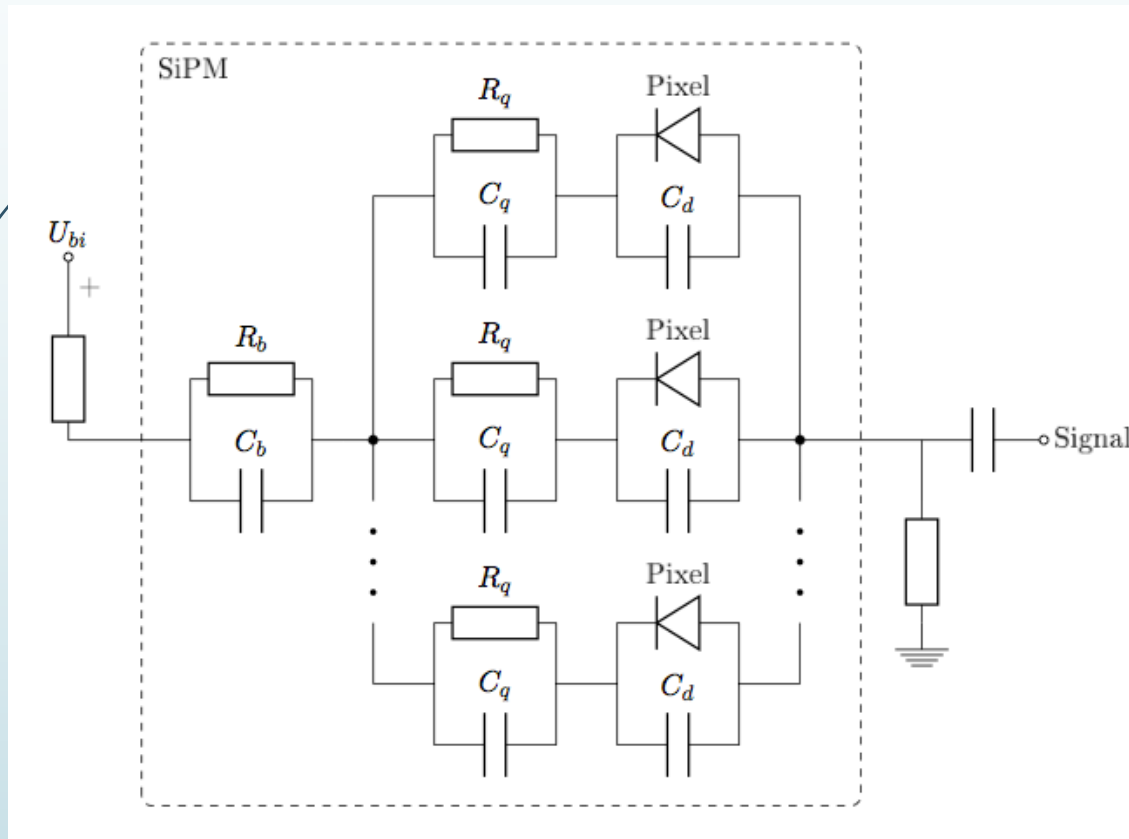 SiPM
Pixel
R_q
C_q
C_d
U_bi
+
Pixel
R_b
R_q
C_b
C_q
C_d
Signal
Pixel
R_q
C_q
C_d